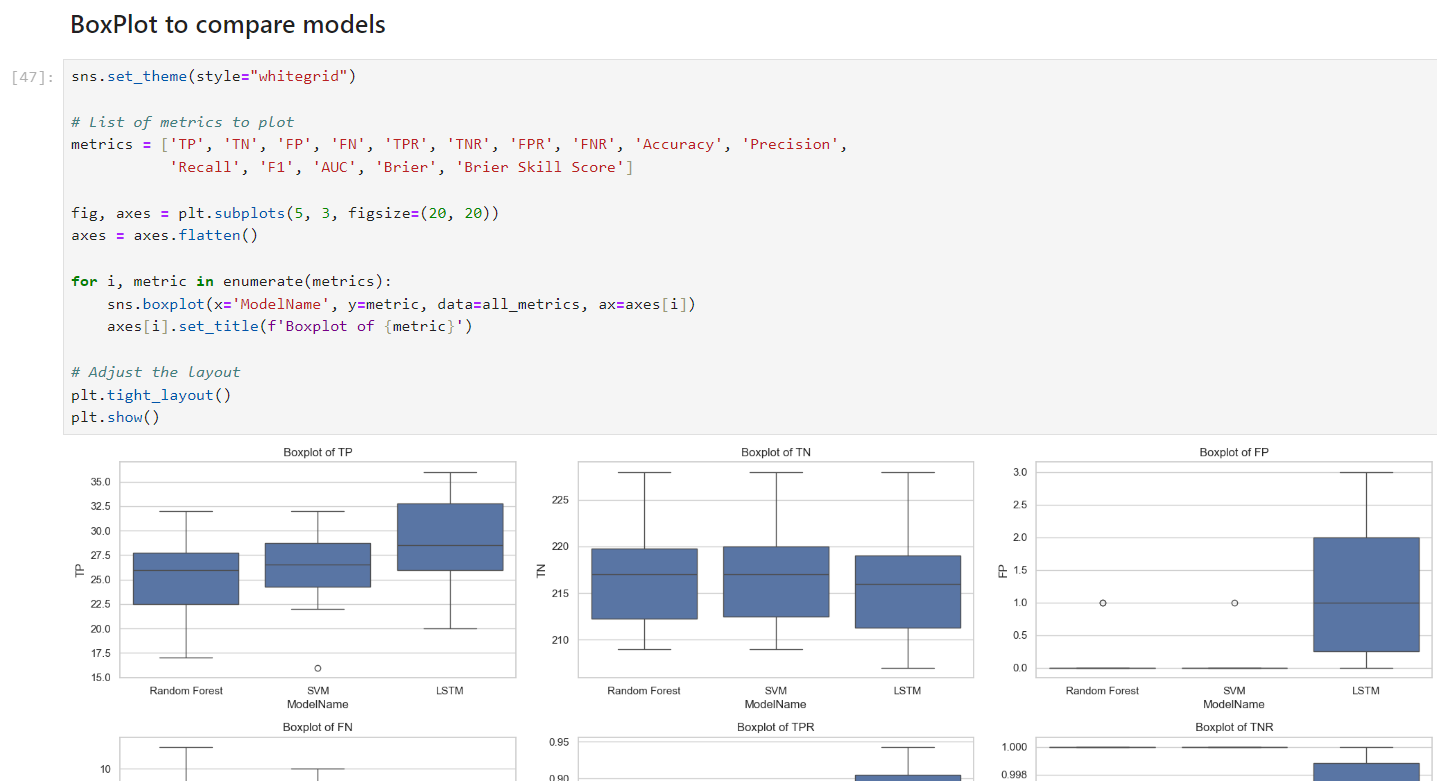 BoxPlot to compare models
[47]:
sns.set_theme(style="whitegrid")
# List of metrics to plot
metrics = ['TP', 'TN', 'FP', 'FN', 'TPR', 'TNR', 'FPR', 'FNR', 'Accuracy', 'Precision',
'Recall', 'F1', 'AUC', 'Brier', 'Brier Skill Score']
fig, axes = plt.subplots(5, 3, figsize=(20, 20))
axes = axes.flatten()
for i, metric in enumerate(metrics):
sns.boxplot(x='ModelName', y=metric, data=all_metrics, ax=axes[i])
axes[i].set_title(f'Boxplot of {metric}')
# Adjust the layout
plt.tight_layout()
plt.show()
Boxplot of TP
35.0
32.5
30.0
27.5
25.0
22.5
20.0
17.5
15.0
TP
Random Forest SVM LSTM
ModelName
Boxplot of TN
225
220
215
210
TN
Random Forest SVM LSTM
ModelName
Boxplot of FP
3.0
2.5
2.0
1.5
1.0
0.5
0.0
FP
Random Forest SVM LSTM
ModelName
Boxplot of FN
10
Boxplot of TPR
0.95
0.90
Boxplot of TNR
1.000
0.998